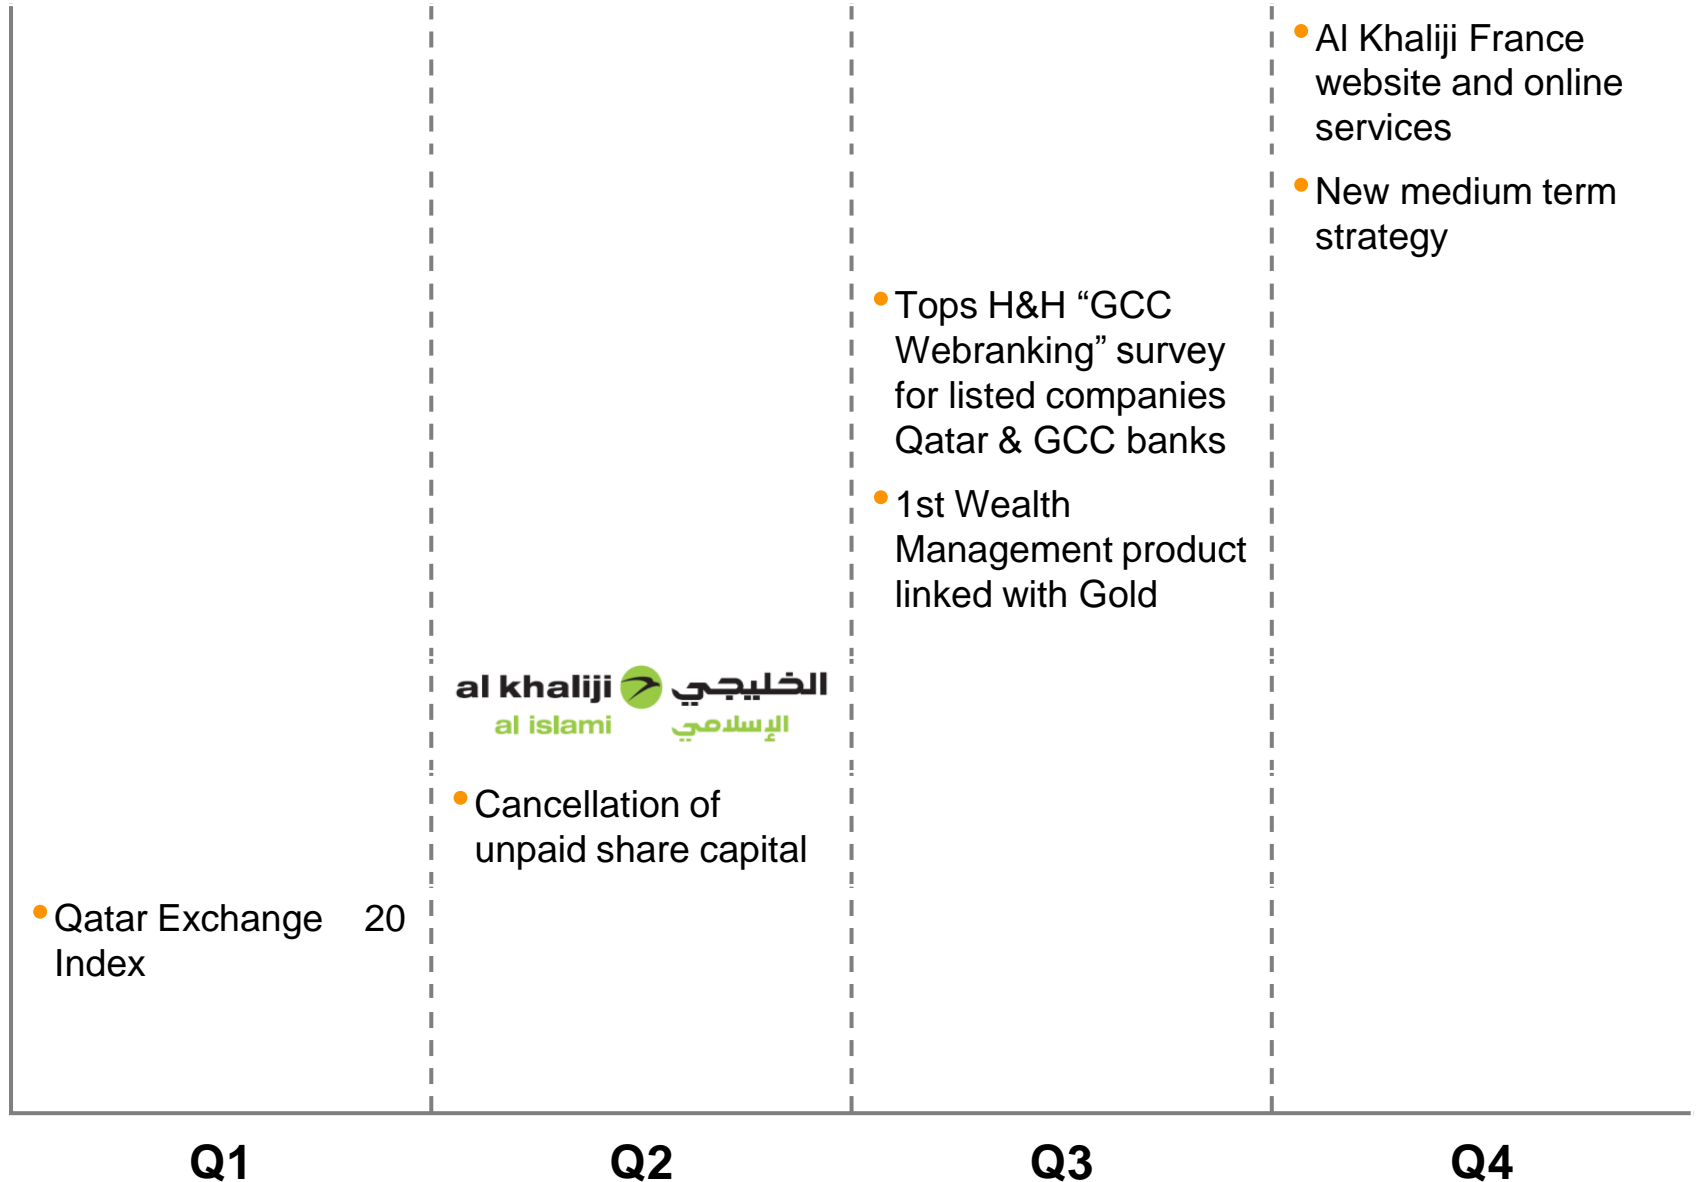 Al Khaliji France
website and online
services
New medium term
strategy
Tops H&H “GCC
Webranking” survey
for listed companies
Qatar & GCC banks
1st Wealth
Management product
linked with Gold
al khaliji الخليجي
al islami الإسلامي
Cancellation of
unpaid share capital
Qatar Exchange 20
Index
Q1 Q2 Q3 Q4